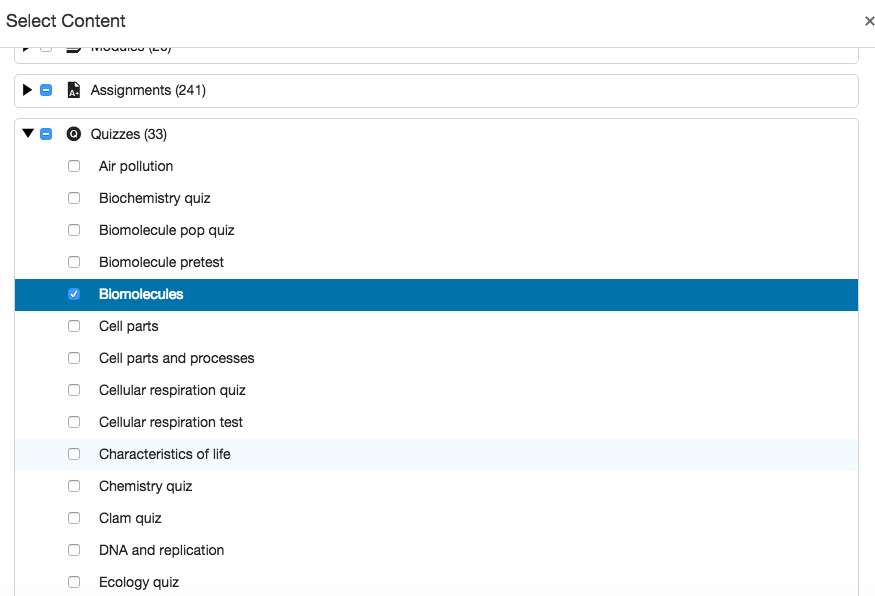 Select Content
×
Modules (26)
Assignments (241)
Quizzes (33)
Air pollution
Biochemistry quiz
Biomolecule pop quiz
Biomolecule pretest
Biomolecules
Cell parts
Cell parts and processes
Cellular respiration quiz
Cellular respiration test
Characteristics of life
Chemistry quiz
Clam quiz
DNA and replication
Ecology quiz